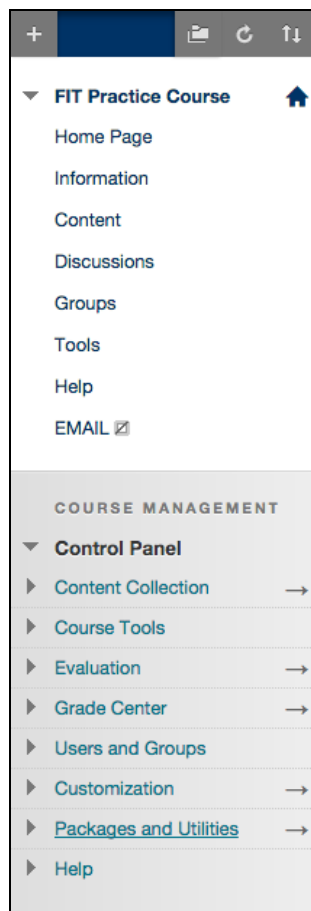 FIT Practice Course
Home Page
Information
Content
Discussions
Groups
Tools
Help
EMAIL
COURSE MANAGEMENT
Control Panel
Content Collection
Course Tools
Evaluation
Grade Center
Users and Groups
Customization
Packages and Utilities
Help